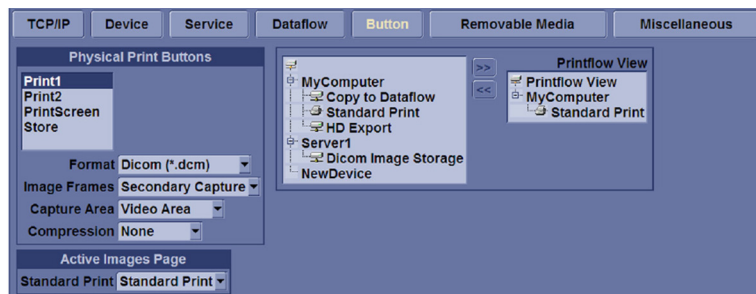 TCP/IP Device Service Dataflow Button Removable Media Miscellaneous
Physical Print Buttons
Print1
Print2
PrintScreen
Store
Format Dicom (*.dcm)
Image Frames Secondary Capture
Capture Area Video Area
Compression None
Active Images Page
Standard Print Standard Print
MyComputer
Copy to Dataflow
Standard Print
HD Export
Server1
Dicom Image Storage
NewDevice
>>
<<
Printflow View
Printflow View
MyComputer
Standard Print